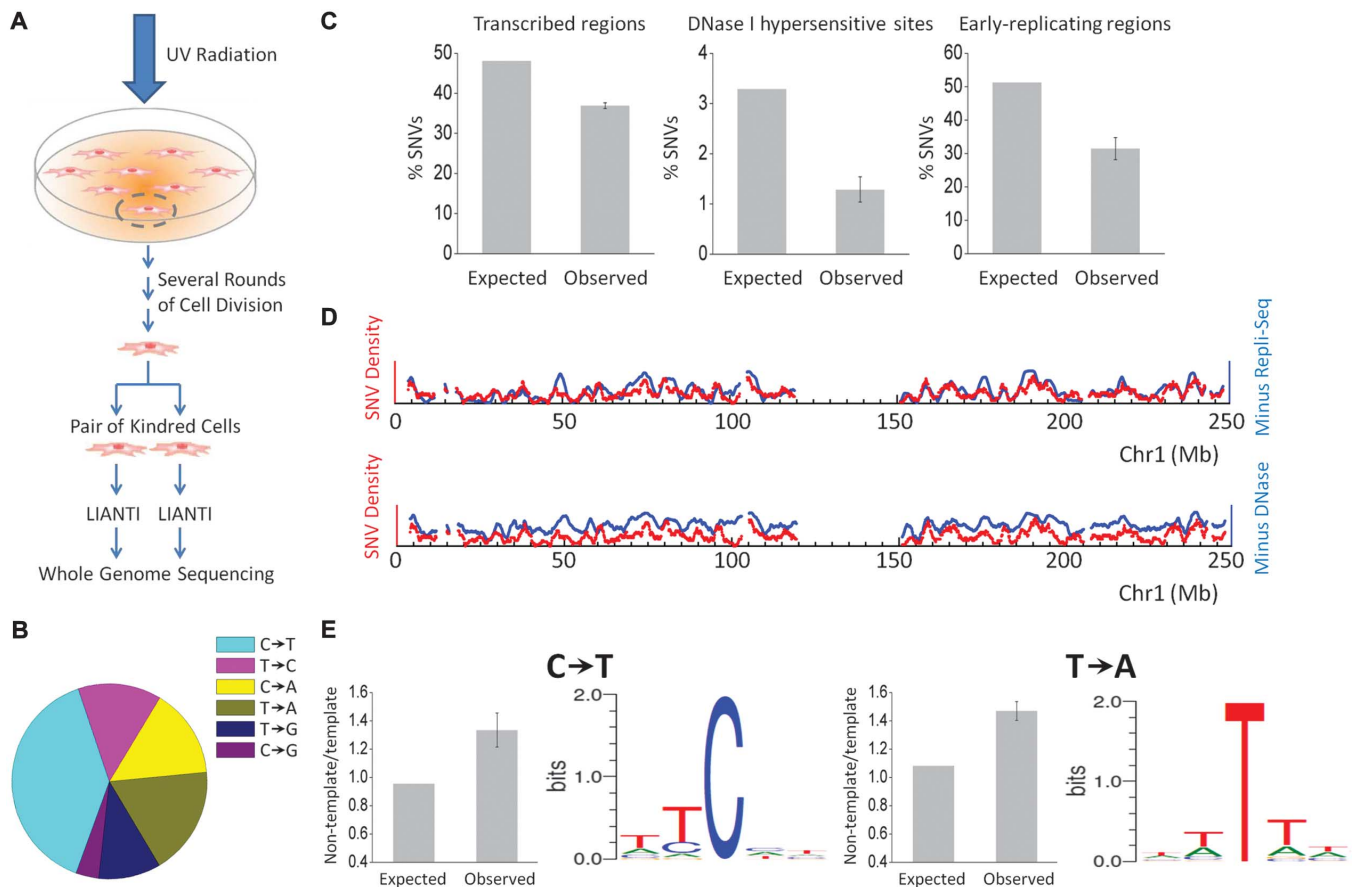 A
UV Radiation
Several Rounds
of Cell Division
Pair of Kindred Cells
LIANTI LIANTI
Whole Genome Sequencing
B
C→T
T→C
C→A
T→A
T→G
C→G
C
Transcribed regions
% SNVs
50
40
30
20
10
0
Expected Observed
DNase I hypersensitive sites
% SNVs
4
3
2
1
0
Expected Observed
Early-replicating regions
% SNVs
60
50
40
30
20
10
0
Expected Observed
D
SNV Density
Minus Repli-Seq
0 50 100 150 200 250
Chr1 (Mb)
SNV Density
Minus DNase
0 50 100 150 200 250
Chr1 (Mb)
E
Non-template/template
1.6
1.4
1.2
1.0
0.8
0.6
0.4
Expected Observed
C→T
bits
2.0
1.0
0.0
T T C
Non-template/template
1.6
1.4
1.2
1.0
0.8
0.6
0.4
Expected Observed
T→A
bits
2.0
1.0
0.0
T T T